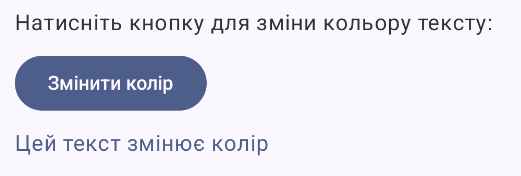 Натисніть кнопку для зміни кольору тексту:
Змінити колір
Цей текст змінює колір